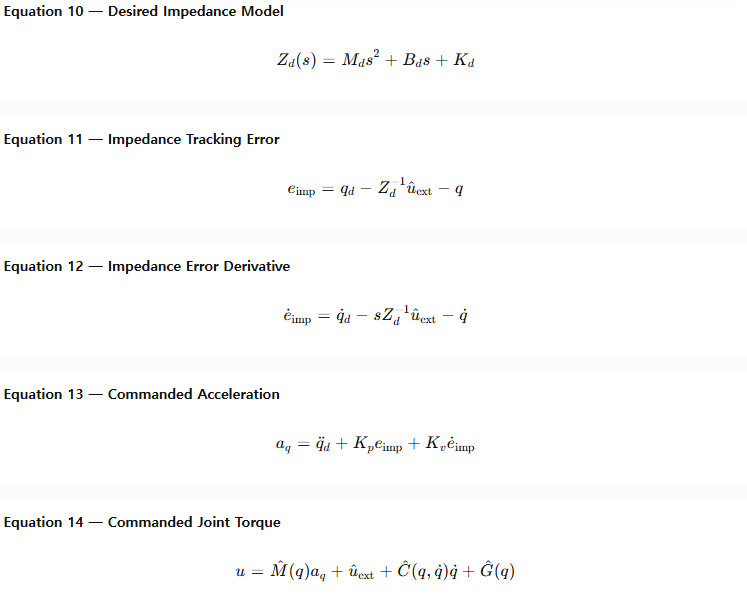 Equation 10 — Desired Impedance Model
Z_d(s) = M_d s² + B_d s + K_d
Equation 11 — Impedance Tracking Error
e_imp = q_d − Z_d⁻¹ û_ext − q
Equation 12 — Impedance Error Derivative
ė_imp = q̇_d − sZ_d⁻¹ û_ext − q̇
Equation 13 — Commanded Acceleration
a_q = q̈_d + K_p e_imp + K_v ė_imp
Equation 14 — Commanded Joint Torque
u = M̂(q)a_q + û_ext + Ĉ(q, q̇)q̇ + Ĝ(q)